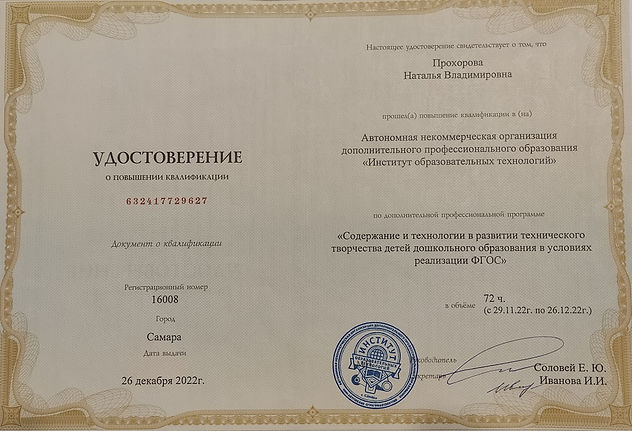 УДОСТОВЕРЕНИЕ
О ПОВЫШЕНИИ КВАЛИФИКАЦИИ
632417729627
Документ о квалификации
Регистрационный номер
16008
Город
Самара
Дата выдачи
26 декабря 2022г.
Настоящее удостоверение свидетельствует о том, что
Прохорова
Наталья Владимировна
прошел(а) повышение квалификации в (на)
Автономная некоммерческая организация
дополнительного профессионального образования
«Институт образовательных технологий»
по дополнительной профессиональной программе
«Содержание и технологии в развитии технического
творчества детей дошкольного образования в условиях
реализации ФГОС»
в объёме 72 ч.
(с 29.11.22г. по 26.12.22г.)
ИНСТИТУТ
Руководитель Соловей Е. Ю.
Секретарь Иванова И.И.